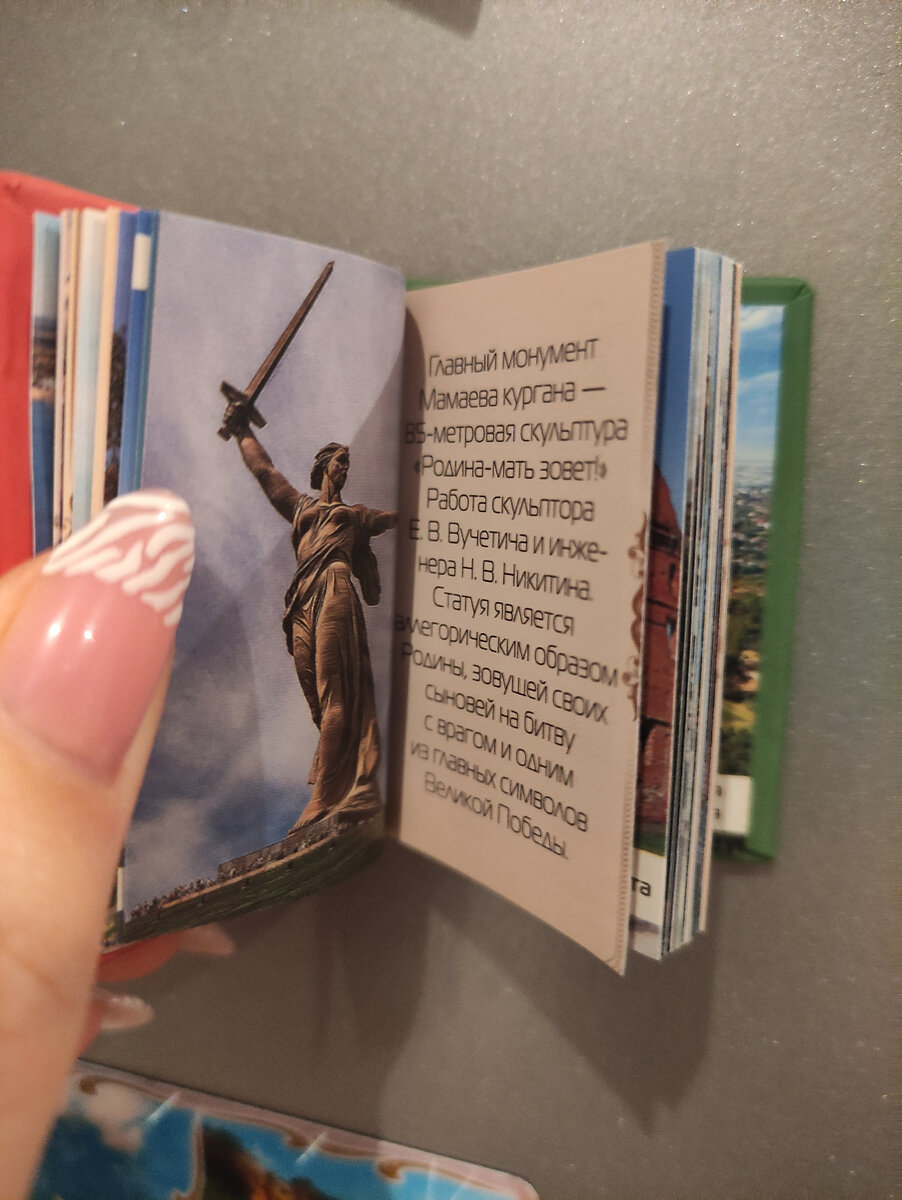 Главный монумент
Мамаева кургана —
85-метровая скульптура
«Родина-мать зовет!»
Работа скульптора
Е. В. Вучетича и инже-
нера Н. В. Никитина.
Статуя является
аллегорическим образом
Родины, зовущей своих
сыновей на битву
с врагом и одним
из главных символов
Великой Победы.
та